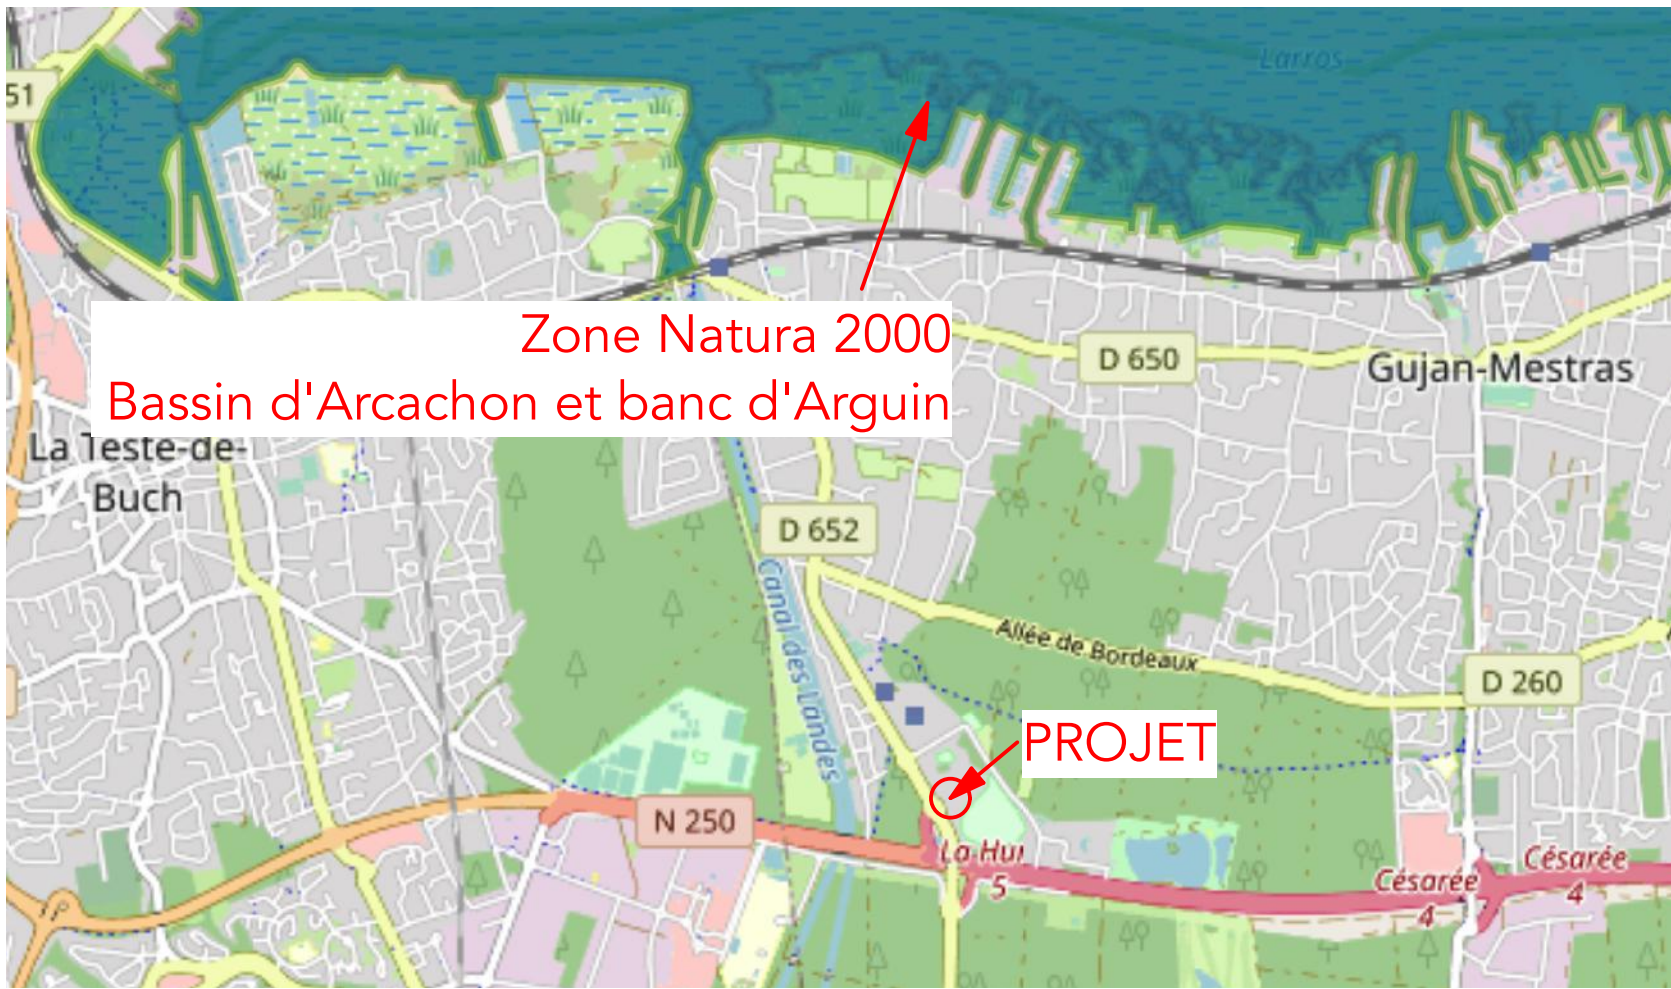 Larros
51
Zone Natura 2000
Bassin d'Arcachon et banc d'Arguin
D 650
Gujan-Mestras
La Teste-de-
Buch
D 652
Canal des Landes
Allée de Bordeaux
D 260
PROJET
N 250
La Hu
5
Césarée
4
Césarée
4